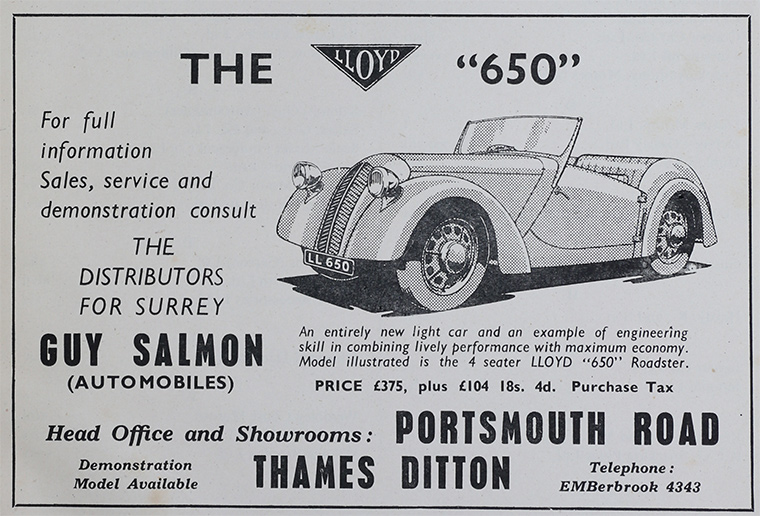 THE LLOYD "650"
For full
information
Sales, service and
demonstration consult
THE
DISTRIBUTORS
FOR SURREY
GUY SALMON
(AUTOMOBILES)
LL 650
An entirely new light car and an example of engineering
skill in combining lively performance with maximum economy.
Model illustrated is the 4 seater LLOYD "650" Roadster.
PRICE £375, plus £104 18s. 4d. Purchase Tax
Head Office and Showrooms: PORTSMOUTH ROAD
Demonstration
Model Available
THAMES DITTON
Telephone:
EMBerbrook 4343